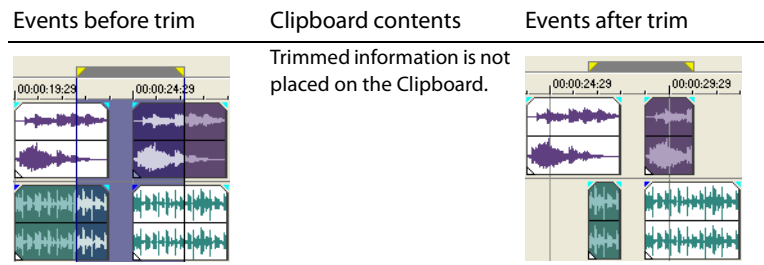 Events before trim
Clipboard contents
Events after trim
Trimmed information is not
placed on the Clipboard.
00:00:19:29
00:00:24:29
00:00:24:29
00:00:29:29